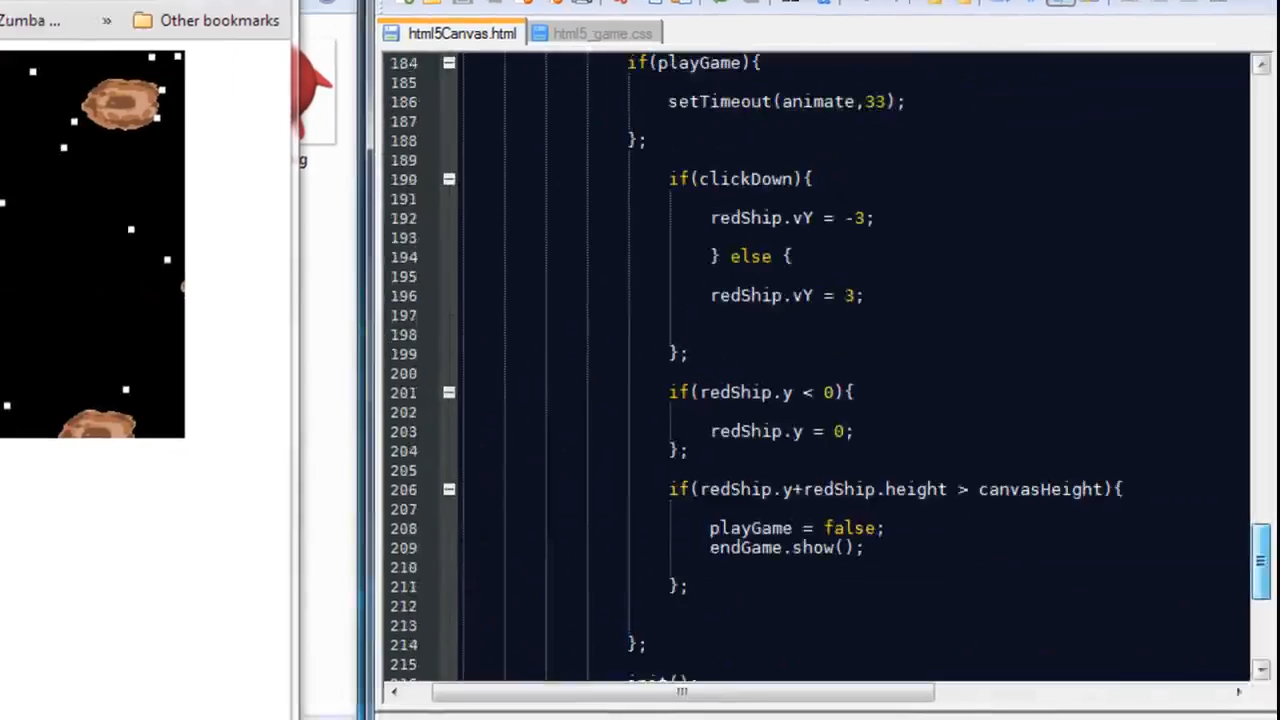 Zumba ... » Other bookmarks
html5Canvas.html html5_game.css
184 if(playGame){
185
186 setTimeout(animate,33);
187
188 };
189
190 if(clickDown){
191
192 redShip.vY = -3;
193
194 } else {
195
196 redShip.vY = 3;
197
198
199 };
200
201 if(redShip.y < 0){
202
203 redShip.y = 0;
204 };
205
206 if(redShip.y+redShip.height > canvasHeight){
207
208 playGame = false;
209 endGame.show();
210
211 };
212
213
214 };
215
g